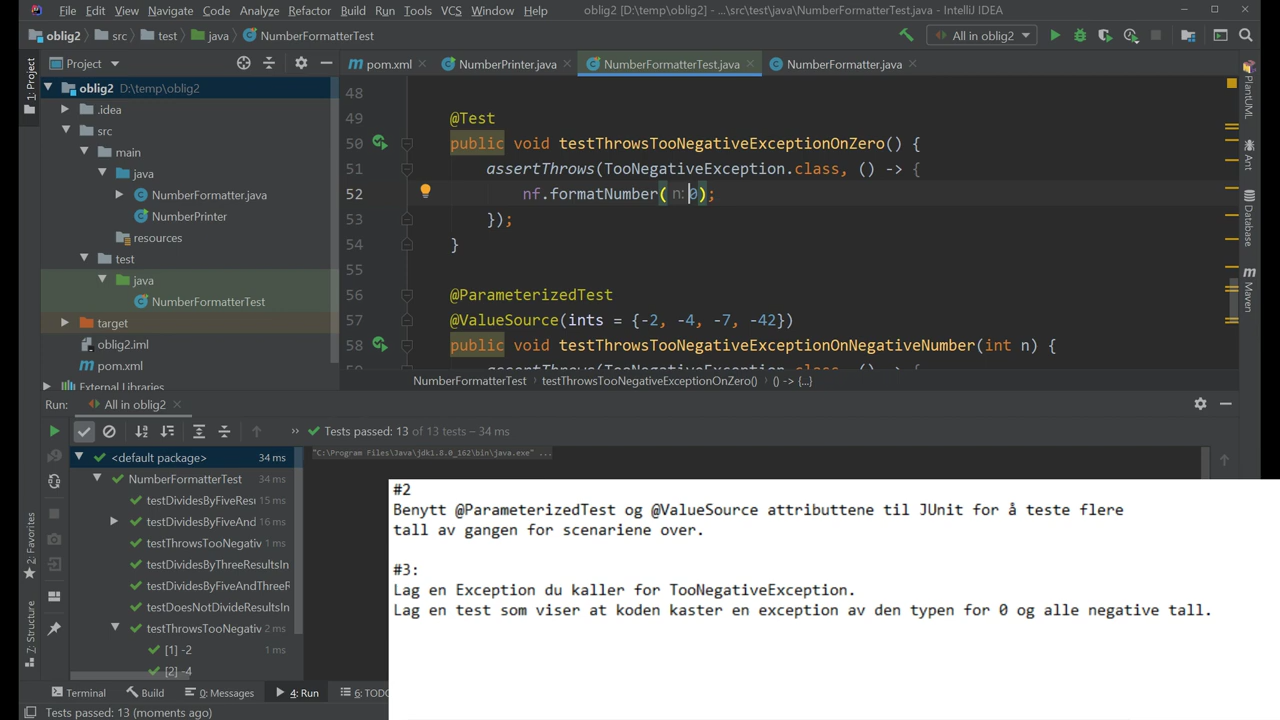 File Edit View Navigate Code Analyze Refactor Build Run Tools VCS Window Help oblig2 [D:\temp\oblig2] - ...\src\test\java\NumberFormatterTest.java - IntelliJ IDEA
oblig2 src test java NumberFormatterTest All in oblig2
1: Project
Project
pom.xml NumberPrinter.java NumberFormatterTest.java NumberFormatter.java
oblig2 D:\temp\oblig2
.idea
src
main
java
NumberFormatter.java
NumberPrinter
resources
test
java
NumberFormatterTest
target
oblig2.iml
pom.xml
External Libraries
48
49 @Test
50 public void testThrowsTooNegativeExceptionOnZero() {
51 assertThrows(TooNegativeException.class, () -> {
52 nf.formatNumber( n: 0);
53 });
54 }
55
56 @ParameterizedTest
57 @ValueSource(ints = {-2, -4, -7, -42})
58 public void testThrowsTooNegativeExceptionOnNegativeNumber(int n) {
assertThrows(TooNegativeException.class, () -> {
NumberFormatterTest testThrowsTooNegativeExceptionOnZero() () -> {...}
PlantUML
Ant
Database
Maven
Run: All in oblig2
Tests passed: 13 of 13 tests – 34 ms
<default package> 34 ms
NumberFormatterTest 34 ms
testDividesByFiveResu 15 ms
testDividesByFiveAnd 16 ms
testThrowsTooNegativ 1 ms
testDividesByThreeResultsIn
testDividesByFiveAndThreeR
testDoesNotDivideResultsIn
testThrowsTooNegativ 2 ms
[1] -2 1 ms
[2] -4
"C:\Program Files\Java\jdk1.8.0_162\bin\java.exe" ...
2: Favorites
7: Structure
#2
Benytt @ParameterizedTest og @ValueSource attributtene til JUnit for å teste flere
tall av gangen for scenariene over.
#3:
Lag en Exception du kaller for TooNegativeException.
Lag en test som viser at koden kaster en exception av den typen for 0 og alle negative tall.
Terminal Build 0: Messages 4: Run 6: TODO
Tests passed: 13 (moments ago)